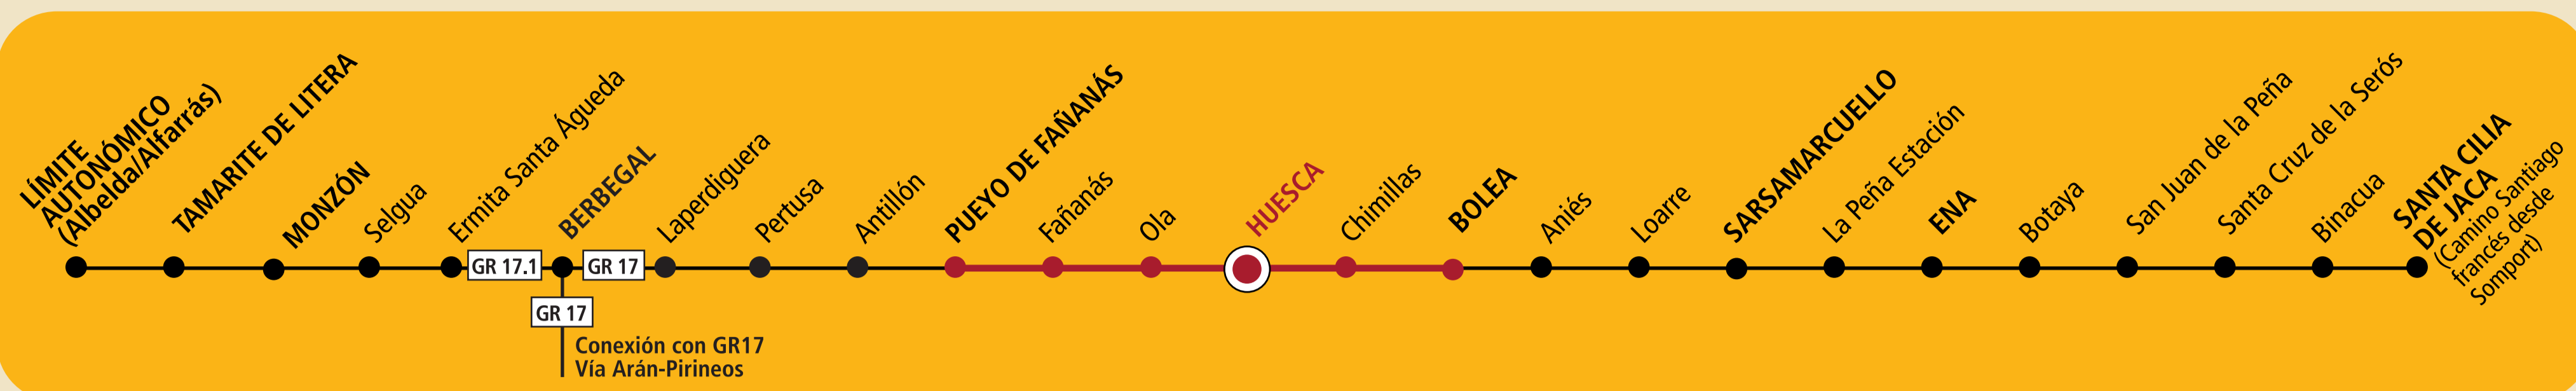 LÍMITE
AUTONÓMICO
(Albelda/Alfarrás)
TAMARITE DE LITERA
MONZÓN
Selgua
Ermita Santa Águeda
GR 17.1
BERBEGAL
GR 17
GR 17
Conexión con GR17
Vía Arán-Pirineos
Laperdiguera
Pertusa
Antillón
PUEYO DE FAÑANÁS
Fañanás
Ola
HUESCA
Chimillas
BOLEA
Aniés
Loarre
SARSAMARCUELLO
La Peña Estación
ENA
Botaya
San Juan de la Peña
Santa Cruz de la Serós
Binacua
SANTA CILIA
DE JACA
(Camino Santiago
francés desde
Somport)